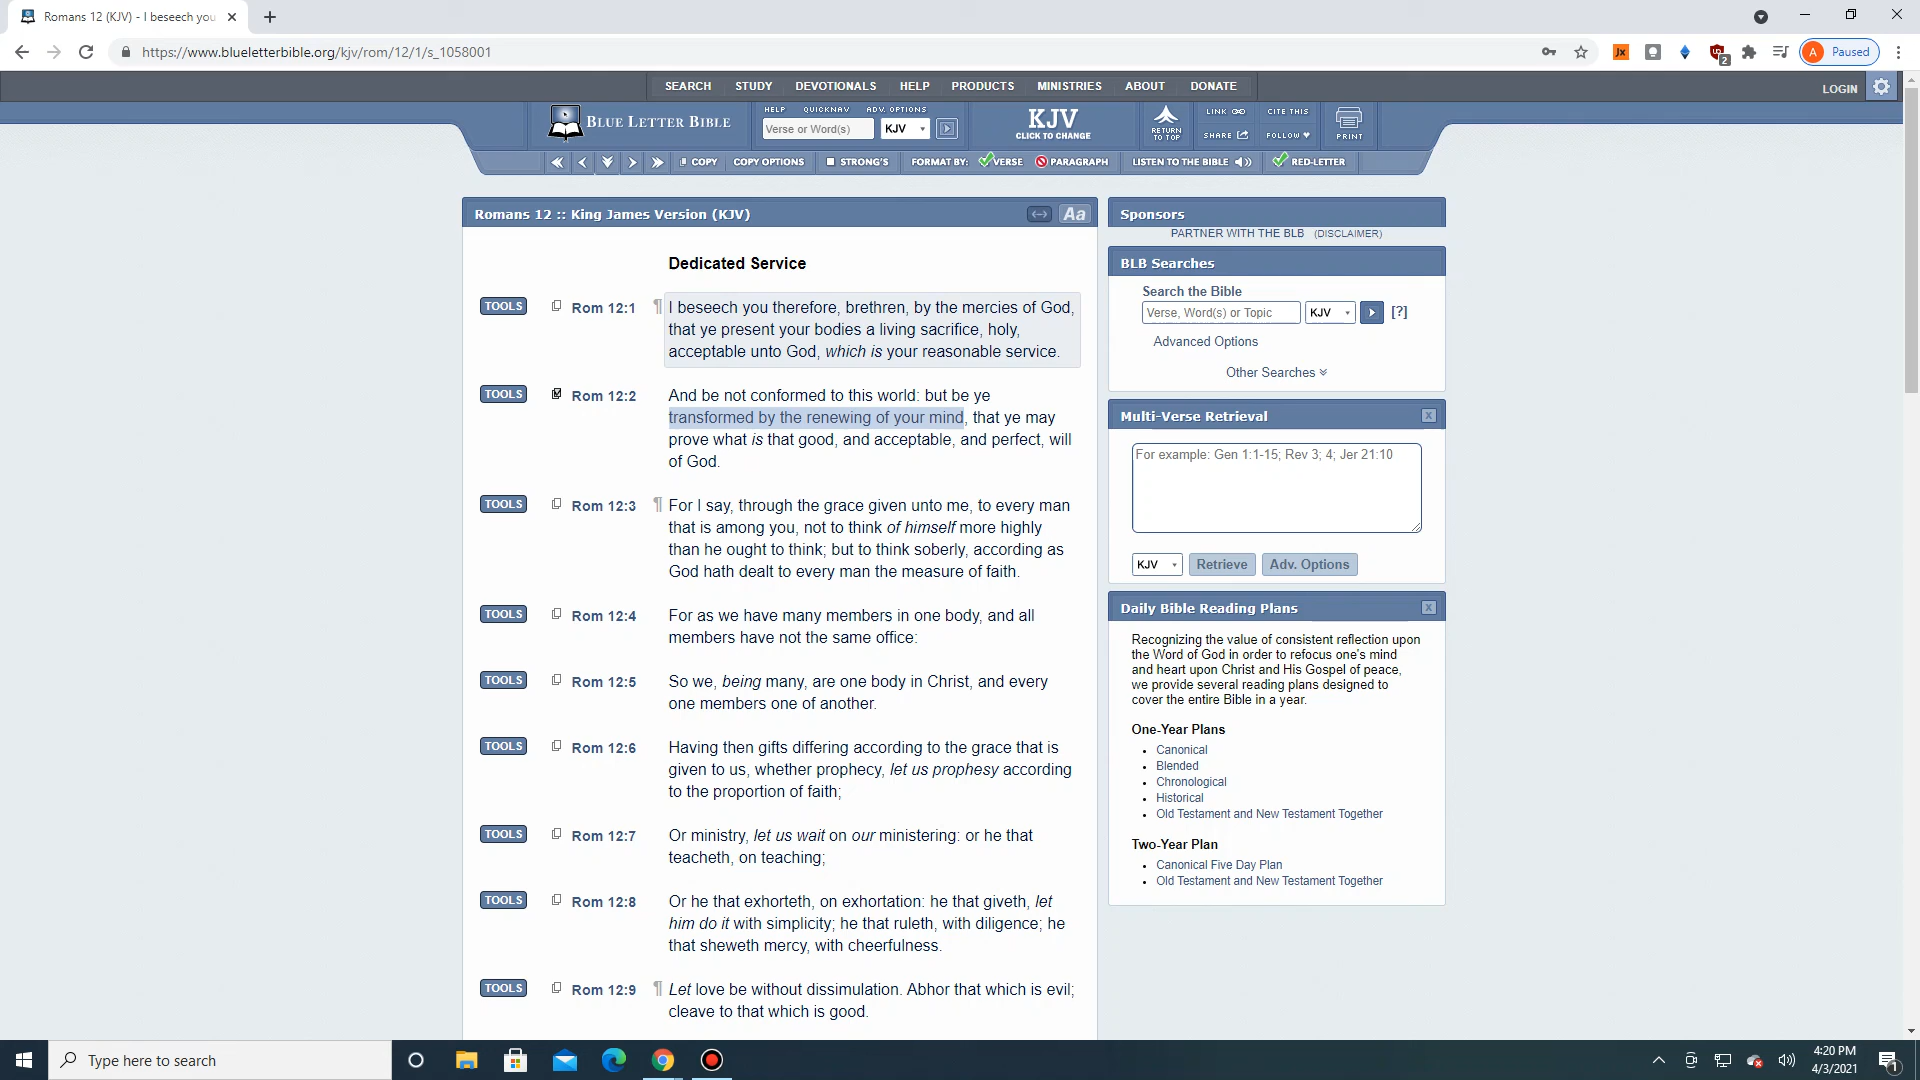 Romans 12 (KJV) - I beseech you
https://www.blueletterbible.org/kjv/rom/12/1/s_1058001
Jx
2
A Paused
SEARCH STUDY DEVOTIONALS HELP PRODUCTS MINISTRIES ABOUT DONATE
LOGIN
BLUE LETTER BIBLE
HELP QUICKNAV ADV. OPTIONS
Verse or Word(s) KJV
KJV
CLICK TO CHANGE
RETURN
TO TOP
LINK CITE THIS
SHARE FOLLOW
PRINT
COPY COPY OPTIONS STRONG'S FORMAT BY: VERSE PARAGRAPH LISTEN TO THE BIBLE RED-LETTER
Romans 12 :: King James Version (KJV)
Aa
Dedicated Service
TOOLS Rom 12:1 ¶ I beseech you therefore, brethren, by the mercies of God,
that ye present your bodies a living sacrifice, holy,
acceptable unto God, which is your reasonable service.
TOOLS Rom 12:2 And be not conformed to this world: but be ye
transformed by the renewing of your mind, that ye may
prove what is that good, and acceptable, and perfect, will
of God.
TOOLS Rom 12:3 ¶ For I say, through the grace given unto me, to every man
that is among you, not to think of himself more highly
than he ought to think; but to think soberly, according as
God hath dealt to every man the measure of faith.
TOOLS Rom 12:4 For as we have many members in one body, and all
members have not the same office:
TOOLS Rom 12:5 So we, being many, are one body in Christ, and every
one members one of another.
TOOLS Rom 12:6 Having then gifts differing according to the grace that is
given to us, whether prophecy, let us prophesy according
to the proportion of faith;
TOOLS Rom 12:7 Or ministry, let us wait on our ministering: or he that
teacheth, on teaching;
TOOLS Rom 12:8 Or he that exhorteth, on exhortation: he that giveth, let
him do it with simplicity; he that ruleth, with diligence; he
that sheweth mercy, with cheerfulness.
TOOLS Rom 12:9 ¶ Let love be without dissimulation. Abhor that which is evil;
cleave to that which is good.
Sponsors
PARTNER WITH THE BLB (DISCLAIMER)
BLB Searches
Search the Bible
Verse, Word(s) or Topic KJV [?]
Advanced Options
Other Searches
Multi-Verse Retrieval
For example: Gen 1:1-15; Rev 3; 4; Jer 21:10
KJV Retrieve Adv. Options
Daily Bible Reading Plans
Recognizing the value of consistent reflection upon
the Word of God in order to refocus one's mind
and heart upon Christ and His Gospel of peace,
we provide several reading plans designed to
cover the entire Bible in a year.
One-Year Plans
Canonical
Blended
Chronological
Historical
Old Testament and New Testament Together
Two-Year Plan
Canonical Five Day Plan
Old Testament and New Testament Together
Type here to search
4:20 PM
4/3/2021
1